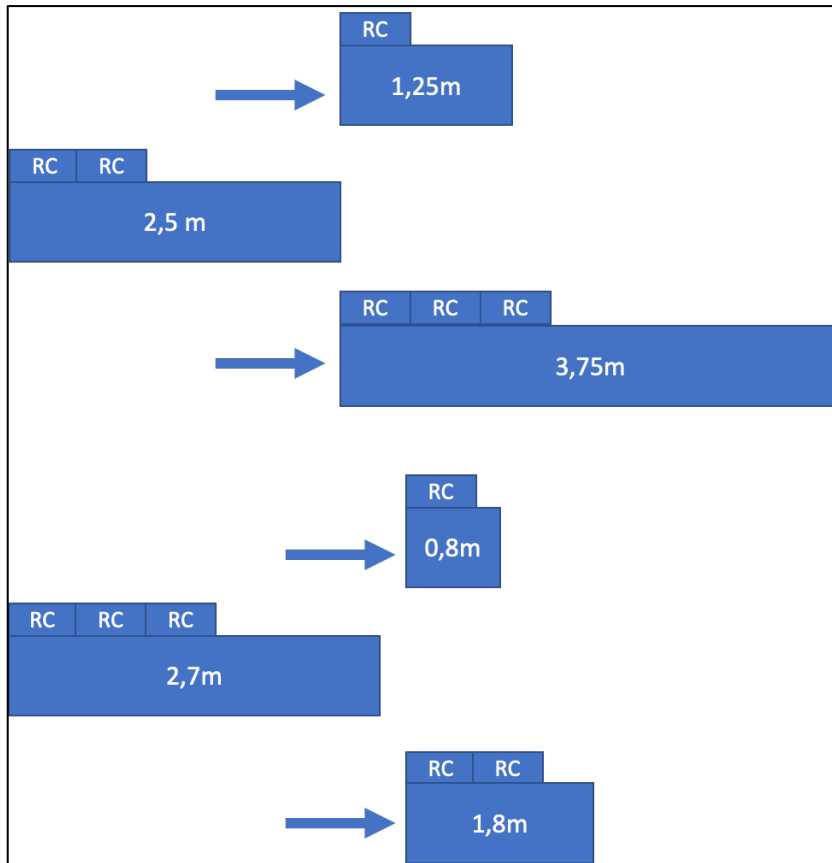 RC
1,25m
RC RC
2,5 m
RC RC RC
3,75m
RC
0,8m
RC RC RC
2,7m
RC RC
1,8m